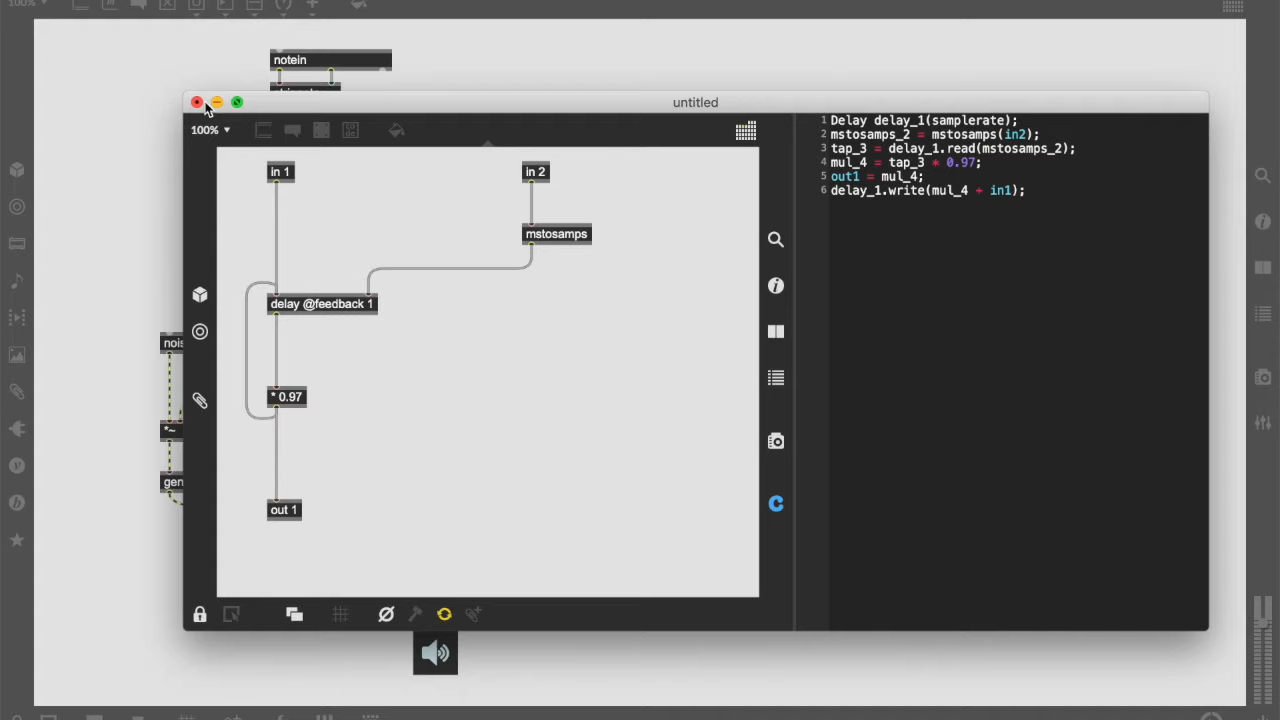 100%
notein
untitled
100%
in 1
in 2
mstosamps
delay @feedback 1
* 0.97
out 1
*~
1 Delay delay_1(samplerate);
2 mstosamps_2 = mstosamps(in2);
3 tap_3 = delay_1.read(mstosamps_2);
4 mul_4 = tap_3 * 0.97;
5 out1 = mul_4;
6 delay_1.write(mul_4 + in1);